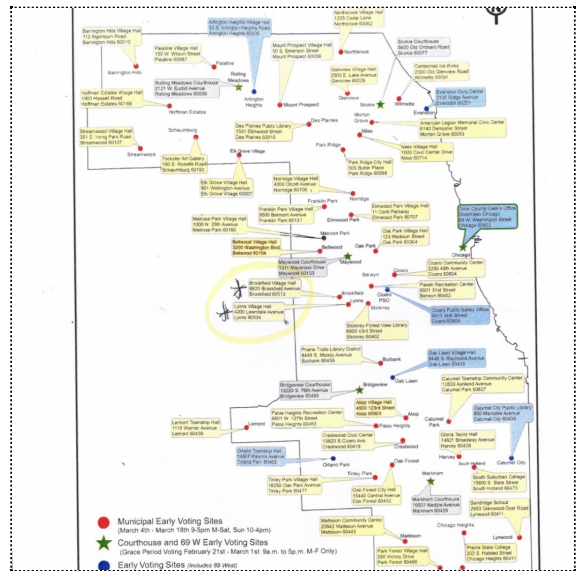 Northbrook Village Hall
1225 Cedar Lane
Northbrook 60062
Barrington Hills Village Hall
112 Algonquin Road
Barrington Hills 60010
Arlington Heights Village Hall
33 S. Arlington Heights Road
Arlington Heights 60005
Palatine Village Hall
200 W. Wilson Street
Palatine 60067
Mount Prospect Village Hall
50 S. Emerson Street
Mount Prospect 60056
Skokie Courthouse
5600 Old Orchard Road
Skokie 60077
Northbrook
Barrington Hills
Palatine
Rolling Meadows
Rolling Meadows Courthouse
2121 W. Euclid Avenue
Rolling Meadows 60008
Glenview Village Hall
2500 E. Lake Avenue
Glenview 60026
Centennial Ice Rinks
2300 Old Glenview Road
Wilmette 60091
Evanston Civic Center
2100 Ridge Avenue
Evanston 60201
Hoffman Estates Village Hall
1900 Hassell Road
Hoffman Estates 60169
Arlington Heights
Mount Prospect
Glenview
Skokie
Wilmette
Evanston
Hoffman Estates
Des Plaines Public Library
1501 Ellinwood Street
Des Plaines 60016
Des Plaines
Morton Grove
American Legion Memorial Civic Center
6140 Dempster Street
Morton Grove 60053
Streamwood Village Hall
301 E. Irving Park Road
Streamwood 60107
Schaumburg
Niles
Niles Village Hall
1000 Civic Center Drive
Niles 60714
Streamwood
Trickster Art Gallery
190 S. Roselle Road
Schaumburg 60193
Elk Grove Village
Park Ridge
Park Ridge City Hall
505 Butler Place
Park Ridge 60068
Elk Grove Village Hall
901 Wellington Avenue
Elk Grove Village 60007
Norridge Village Hall
4000 Olcott Avenue
Norridge 60706
Norridge
Franklin Park
Franklin Park Village Hall
9500 Belmont Avenue
Franklin Park 60131
Elmwood Park Village Hall
11 Conti Parkway
Elmwood Park 60707
Elmwood Park
Cook County Clerk's Office
Downtown Chicago
69 W. Washington Street
Chicago 60602
Melrose Park Village Hall
1000 N. 25th Avenue
Melrose Park 60160
Melrose Park
Oak Park Village Hall
123 Madison Street
Oak Park 60304
Bellwood Village Hall
3200 Washington Blvd
Bellwood 60104
Bellwood
Oak Park
Chicago
Maywood Courthouse
1311 Maybrook Drive
Maywood 60153
Maywood
Cicero Community Center
2250 49th Avenue
Cicero 60804
Berwyn
Cicero
Brookfield Village Hall
8820 Brookfield Avenue
Brookfield 60513
Brookfield
Cicero PSO
Pavek Recreation Center
6501 31st Street
Berwyn 60402
Lyons Village Hall
4200 Lawndale Avenue
Lyons 60534
Lyons
Stickney
Cicero Public Safety Office
Cicero 60804
Stickney-Forest View Library
6800 43rd Street
Stickney 60402
Prairie Trails Library District
8449 S. Moody Avenue
Burbank 60459
Burbank
Oak Lawn Village Hall
9446 S. Raymond Avenue
Oak Lawn 60453
Oak Lawn
Bridgeview Courthouse
10220 S. 76th Avenue
Bridgeview 60455
Bridgeview
Calumet Township Community Center
12633 Ashland Avenue
Calumet Park 60827
Alsip Village Hall
4500 123rd Street
Alsip 60803
Alsip
Calumet Park
Calumet City Public Library
660 Manistee Avenue
Calumet City 60409
Palos Heights Recreation Center
6601 W. 127th Street
Palos Heights 60463
Palos Heights
Lemont Township Hall
1115 Warner Avenue
Lemont 60439
Lemont
Crestwood Civic Center
13820 S Cicero Ave
Crestwood 60418
Crestwood
Gloria Taylor Hall
14821 Broadway Avenue
Harvey 60426
Harvey
Orland Township Hall
14807 Ravinia Avenue
Orland Park 60462
Orland Park
Oak Forest
South Holland
Calumet City
South Suburban College
15800 S. State Street
South Holland 60473
Tinley Park Village Hall
16250 Oak Park Avenue
Tinley Park 60477
Tinley Park
Oak Forest City Hall
15440 Central Avenue
Oak Forest 60452
Markham
Markham Courthouse
16501 Kedzie Avenue
Markham 60428
Sandridge School
2950 Glenwood-Dyer Road
Lynwood 60411
Matteson Community Center
20642 Matteson Avenue
Matteson 60443
Matteson
Chicago Heights
Lynwood
Prairie State College
202 S. Halsted Street
Chicago Heights 60411
Park Forest Village Hall
350 Victory Drive
Park Forest 60466
Municipal Early Voting Sites
(March 4th - March 18th 9-5pm M-Sat, Sun 10-4pm)
Courthouse and 69 W Early Voting Sites
(Grace Period Voting February 21st - March 1st 9a.m. to 5p.m, M-F Only)
Early Voting Sites (Includes 69 West)